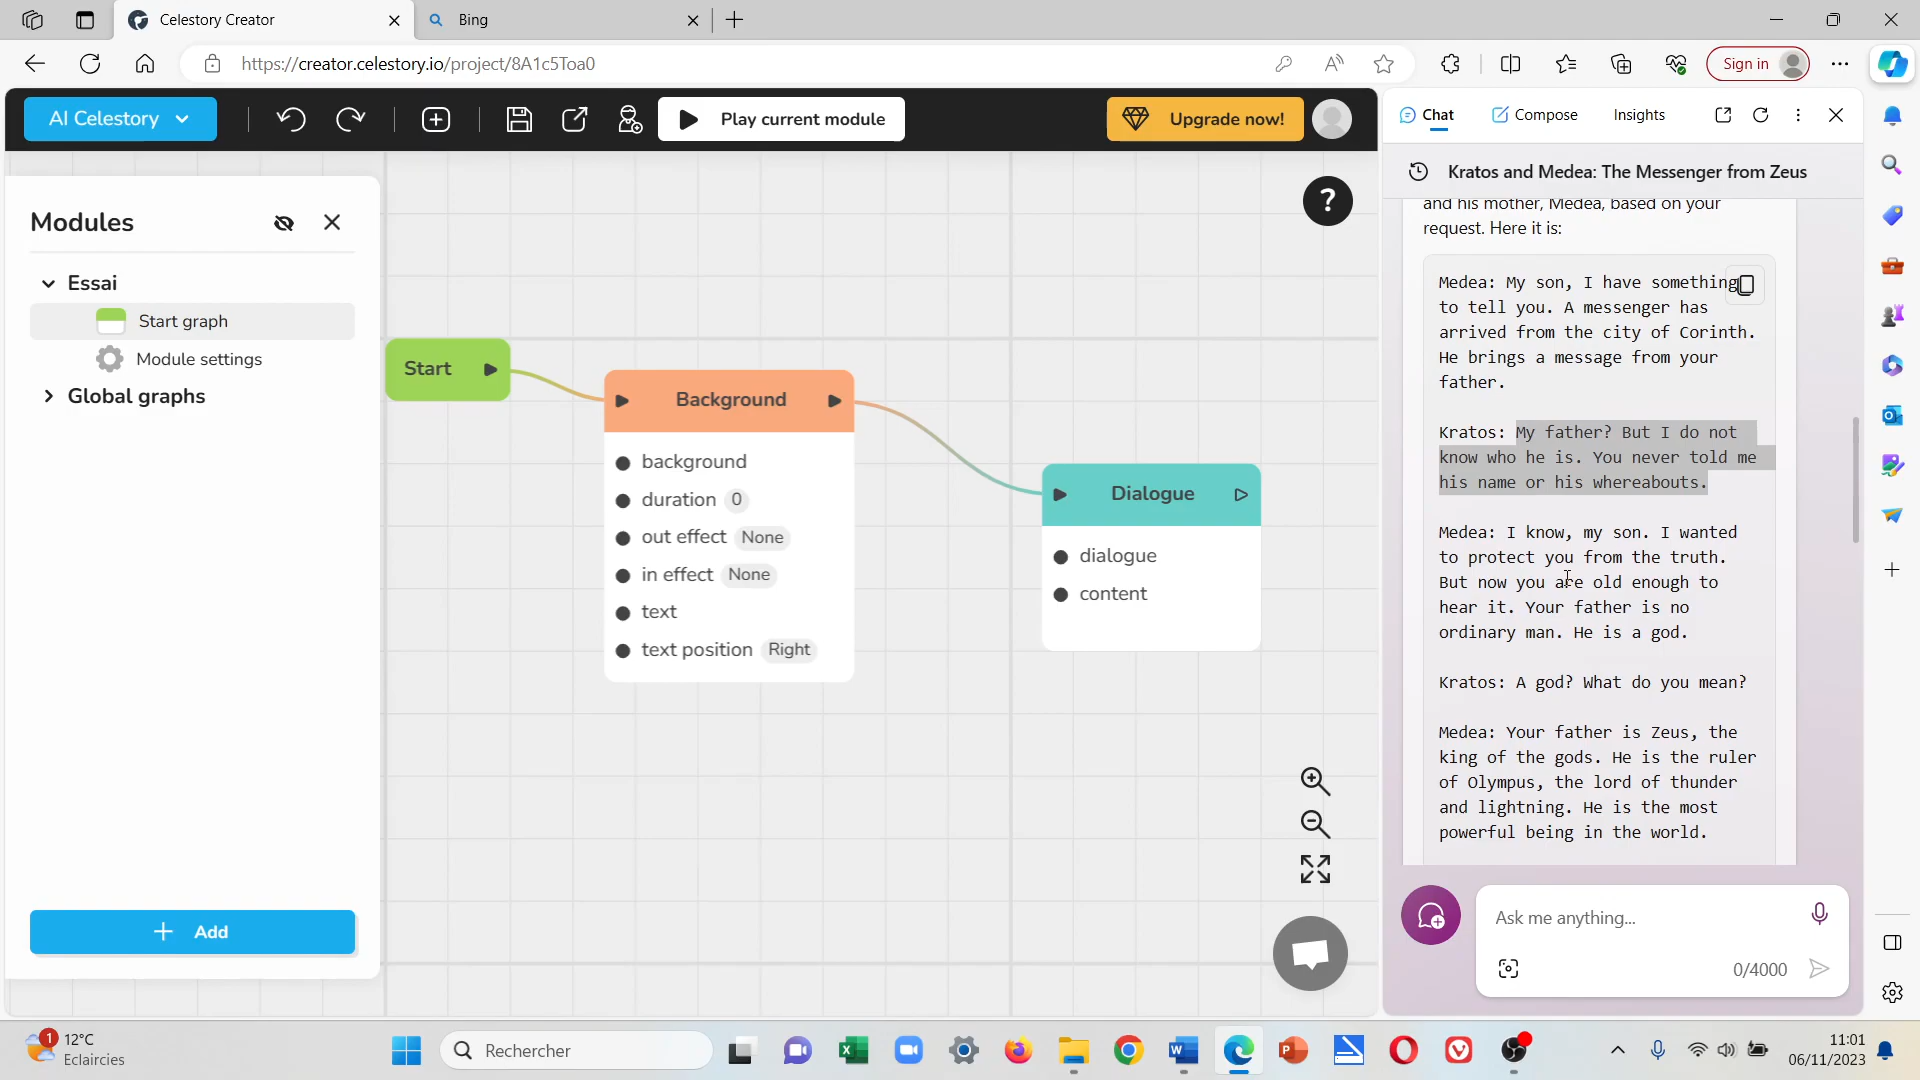 Celestory Creator
Bing
https://creator.celestory.io/project/8A1c5Toa0
A
Sign in
AI Celestory
Play current module
Upgrade now!
Chat
Compose
Insights
Kratos and Medea: The Messenger from Zeus
Modules
Essai
Start graph
Module settings
Global graphs
Add
?
Start
Background
background
duration 0
out effect None
in effect None
text
text position Right
Dialogue
dialogue
content
and his mother, Medea, based on your
request. Here it is:
Medea: My son, I have something
to tell you. A messenger has
arrived from the city of Corinth.
He brings a message from your
father.
Kratos: My father? But I do not
know who he is. You never told me
his name or his whereabouts.
Medea: I know, my son. I wanted
to protect you from the truth.
But now you are old enough to
hear it. Your father is no
ordinary man. He is a god.
Kratos: A god? What do you mean?
Medea: Your father is Zeus, the
king of the gods. He is the ruler
of Olympus, the lord of thunder
and lightning. He is the most
powerful being in the world.
Ask me anything...
0/4000
1
12°C
Eclaircies
Rechercher
11:01
06/11/2023